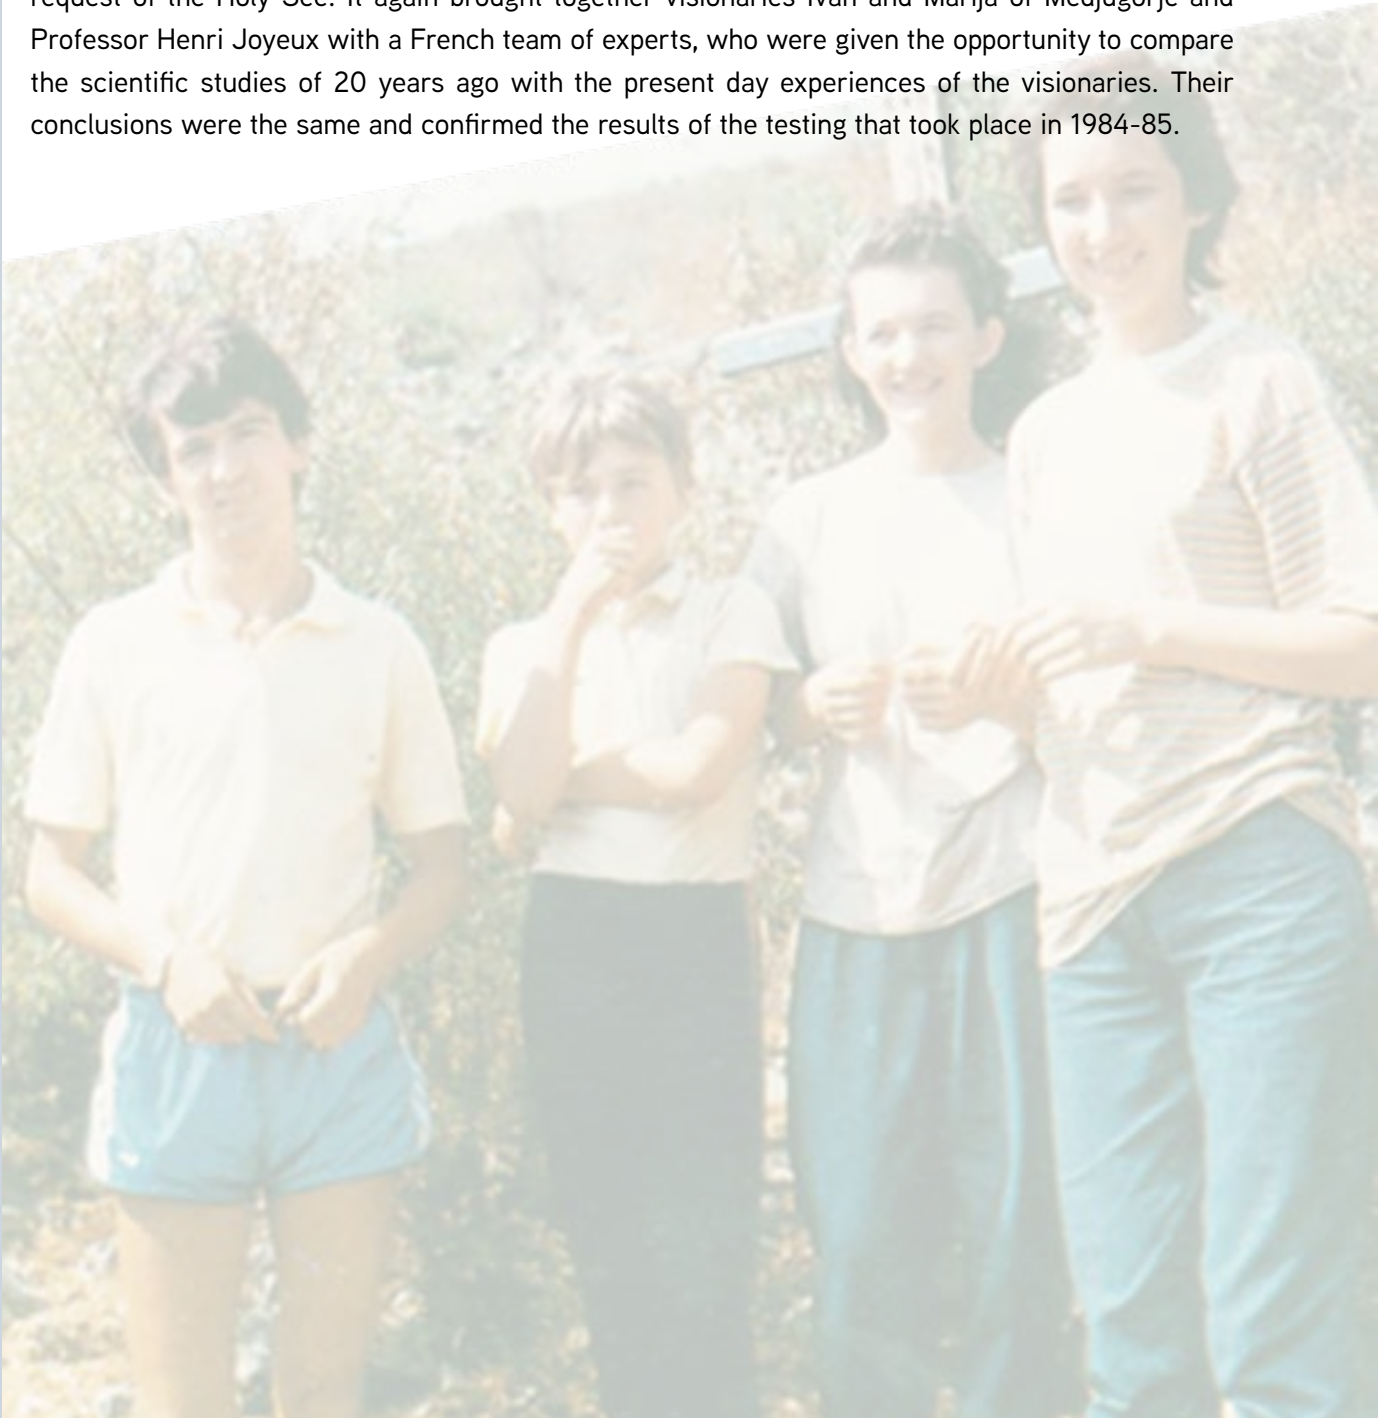 request of the Holy See. It again brought together visionaries Ivan and Marija of Medjugorje and
Professor Henri Joyeux with a French team of experts, who were given the opportunity to compare
the scientific studies of 20 years ago with the present day experiences of the visionaries. Their
conclusions were the same and confirmed the results of the testing that took place in 1984-85.